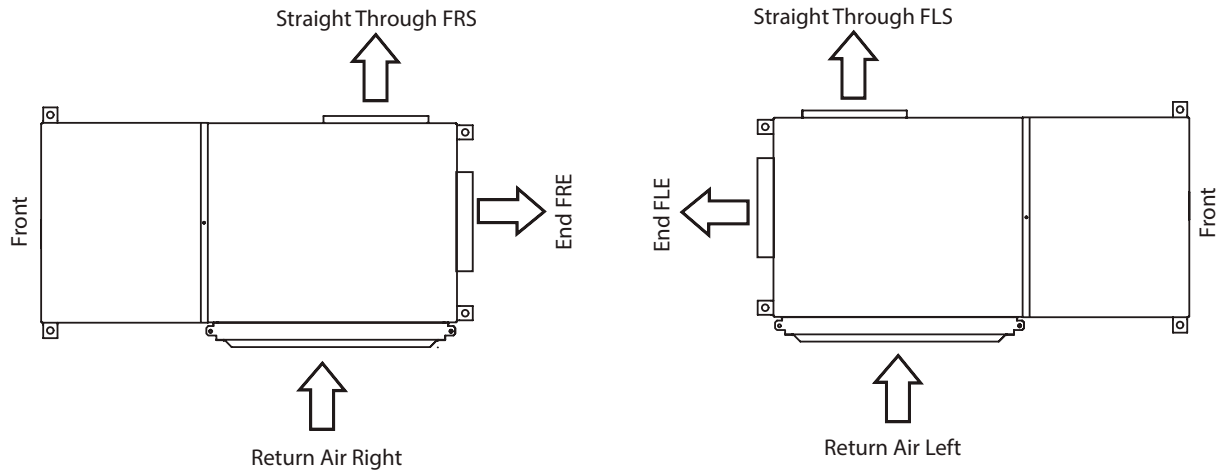 Straight Through FRS
Front
End FRE
Return Air Right
Straight Through FLS
End FLE
Front
Return Air Left